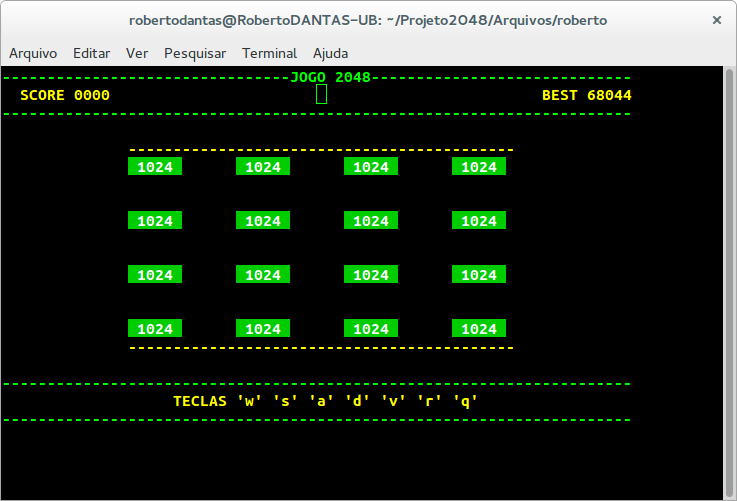 robertodantas@RobertoDANTAS-UB: ~/Projeto2048/Arquivos/roberto
Arquivo Editar Ver Pesquisar Terminal Ajuda
--------------------------------JOGO 2048-----------------------------
SCORE 0000 BEST 68044
----------------------------------------------------------------------
-------------------------------------------
1024 1024 1024 1024
1024 1024 1024 1024
1024 1024 1024 1024
1024 1024 1024 1024
-------------------------------------------
----------------------------------------------------------------------
TECLAS 'w' 's' 'a' 'd' 'v' 'r' 'q'
----------------------------------------------------------------------